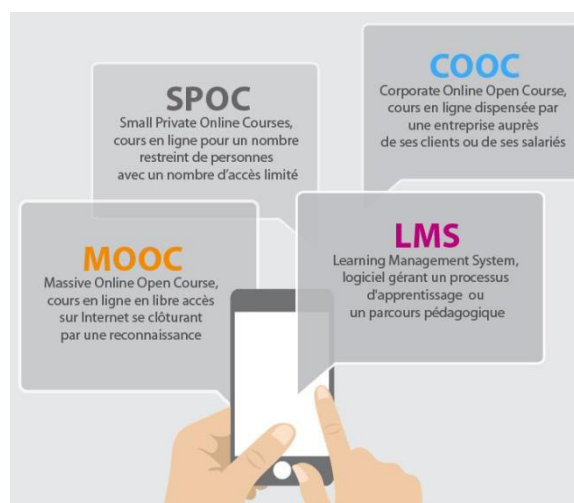 COOC
Corporate Online Open Course,
cours en ligne dispensée par
une entreprise auprès
de ses clients ou de ses salariés
SPOC
Small Private Online Courses,
cours en ligne pour un nombre
restreint de personnes
avec un nombre d'accès limité
LMS
Learning Management System,
logiciel gérant un processus
d'apprentissage ou
un parcours pédagogique
MOOC
Massive Online Open Course,
cours en ligne en libre accès
sur Internet se clôturant
par une reconnaissance